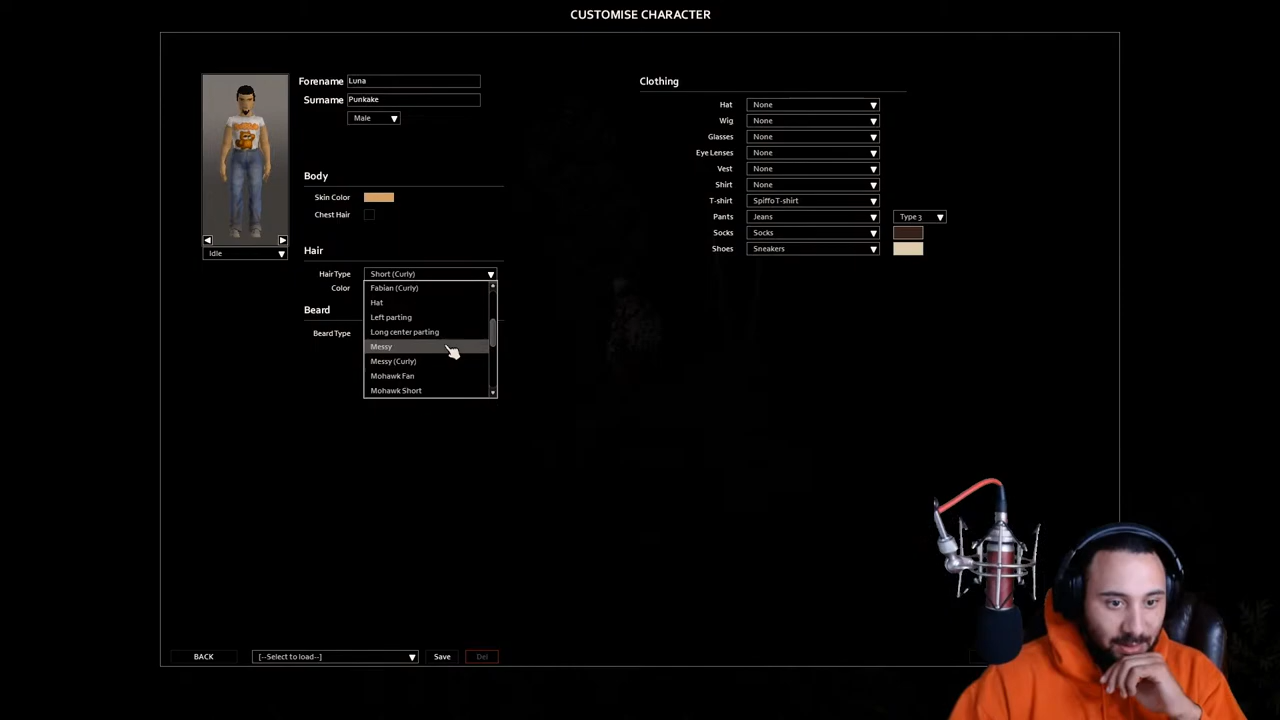 CUSTOMISE CHARACTER
Forename Luna
Surname Punkake
Male
Idle
Body
Skin Color
Chest Hair
Hair
Hair Type Short (Curly)
Color
Fabian (Curly)
Hat
Left parting
Long center parting
Messy
Messy (Curly)
Mohawk Fan
Mohawk Short
Beard
Beard Type
Clothing
Hat None
Wig None
Glasses None
Eye Lenses None
Vest None
Shirt None
T-shirt Spiffo T-shirt
Pants Jeans Type 3
Socks Socks
Shoes Sneakers
BACK
[--Select to load--]
Save
Del